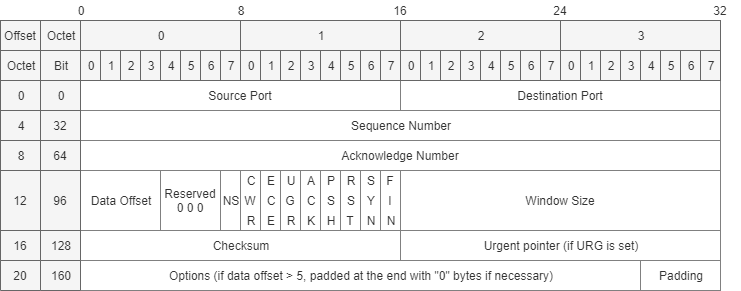 0 8 16 24 32
Offset Octet 0 1 2 3
Octet Bit 0 1 2 3 4 5 6 7 0 1 2 3 4 5 6 7 0 1 2 3 4 5 6 7 0 1 2 3 4 5 6 7
0 0 Source Port Destination Port
4 32 Sequence Number
8 64 Acknowledge Number
12 96 Data Offset Reserved 0 0 0 NS CWR ECE UGR ACK PSH RST SYN FIN Window Size
16 128 Checksum Urgent pointer (if URG is set)
20 160 Options (if data offset > 5, padded at the end with "0" bytes if necessary) Padding